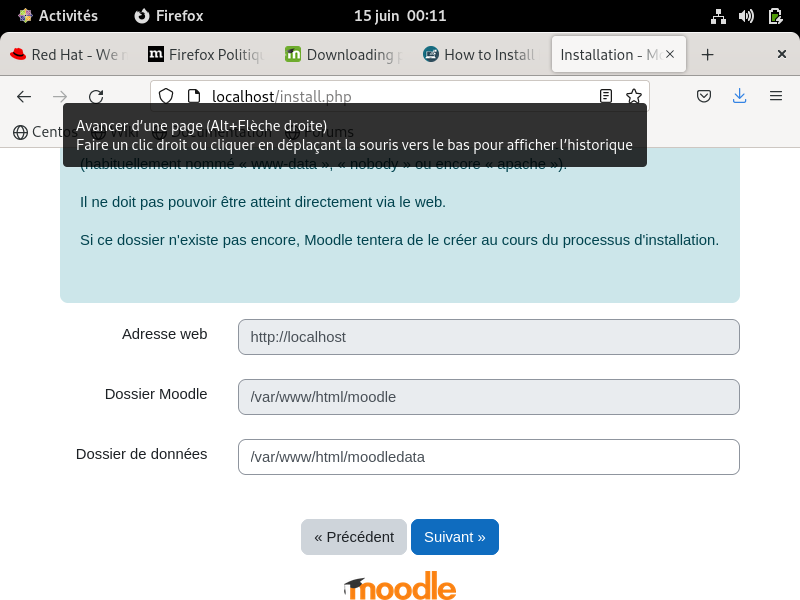 Activités
Firefox
15 juin 00:11
Red Hat - We
Firefox Politiq
Downloading
How to Install
Installation - M
localhost/install.php
Avancer d’une page (Alt+Flèche droite)
Faire un clic droit ou cliquer en déplaçant la souris vers le bas pour afficher l’historique
Centos Wiki Documentation Forums
(habituellement nommé « www-data », « nobody » ou encore « apache »).
Il ne doit pas pouvoir être atteint directement via le web.
Si ce dossier n'existe pas encore, Moodle tentera de le créer au cours du processus d'installation.
Adresse web
http://localhost
Dossier Moodle
/var/www/html/moodle
Dossier de données
/var/www/html/moodledata
« Précédent
Suivant »
moodle